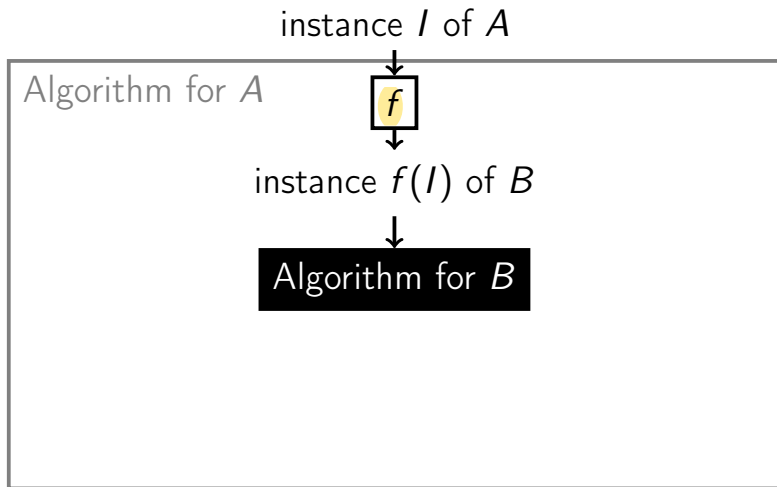 instance I of A
Algorithm for A
f
instance f(I) of B
Algorithm for B